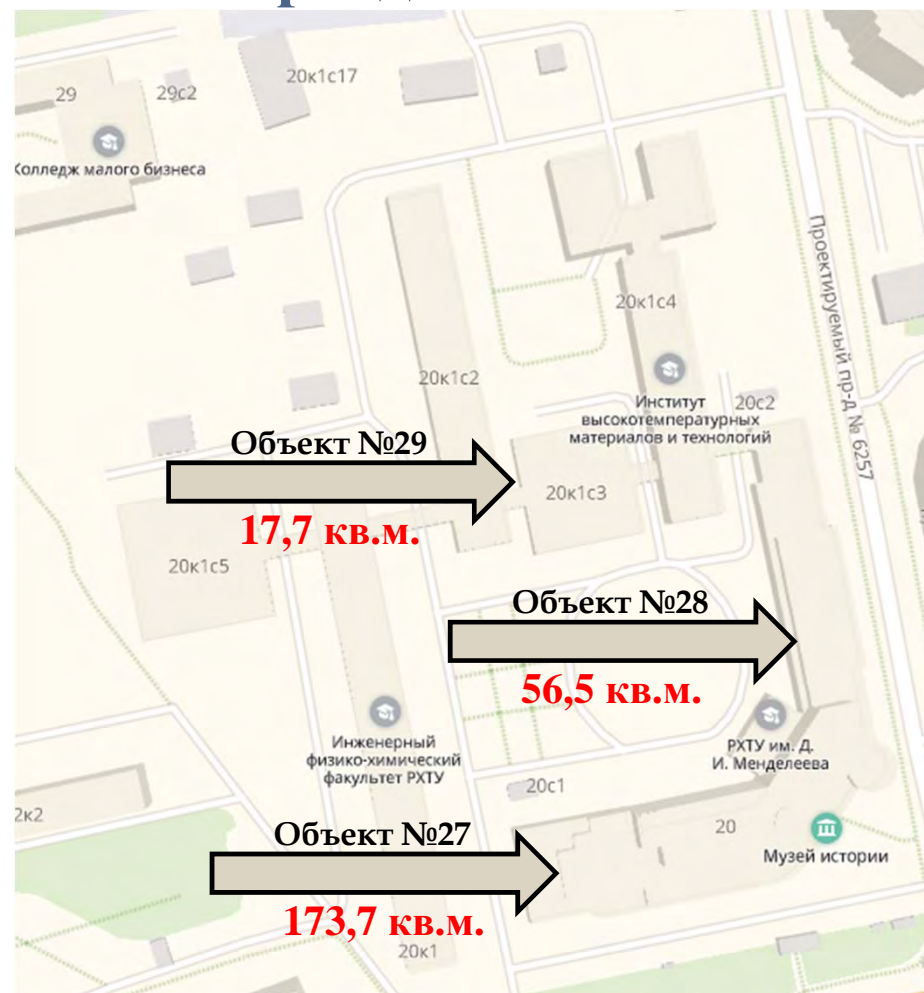 20к1с17
29
29с2
Колледж малого бизнеса
Проектируемый пр-д № 6257
20к1с4
20к1с2
Институт
высокотемпературных
материалов и технологий
20с2
Объект №29
17,7 кв.м.
20к1с3
20к1с5
Объект №28
56,5 кв.м.
Инженерный
физико-химический
факультет РХТУ
РХТУ им. Д.
И. Менделеева
20с1
2к2
Объект №27
20
Музей истории
173,7 кв.м.
20к1